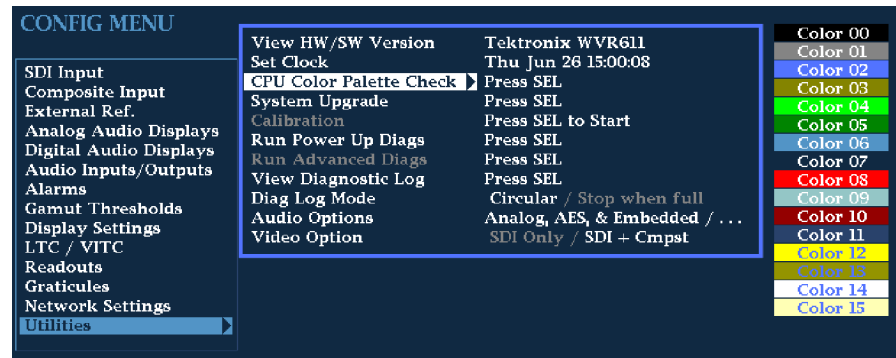 CONFIG MENU
SDI Input
Composite Input
External Ref.
Analog Audio Displays
Digital Audio Displays
Audio Inputs/Outputs
Alarms
Gamut Thresholds
Display Settings
LTC / VITC
Readouts
Graticules
Network Settings
Utilities
View HW/SW Version Tektronix WVR611
Set Clock Thu Jun 26 15:00:08
CPU Color Palette Check Press SEL
System Upgrade Press SEL
Calibration Press SEL to Start
Run Power Up Diags Press SEL
Run Advanced Diags Press SEL
View Diagnostic Log Press SEL
Diag Log Mode Circular / Stop when full
Audio Options Analog, AES, & Embedded / ...
Video Option SDI Only / SDI + Cmpst
Color 00
Color 01
Color 02
Color 03
Color 04
Color 05
Color 06
Color 07
Color 08
Color 09
Color 10
Color 11
Color 12
Color 13
Color 14
Color 15